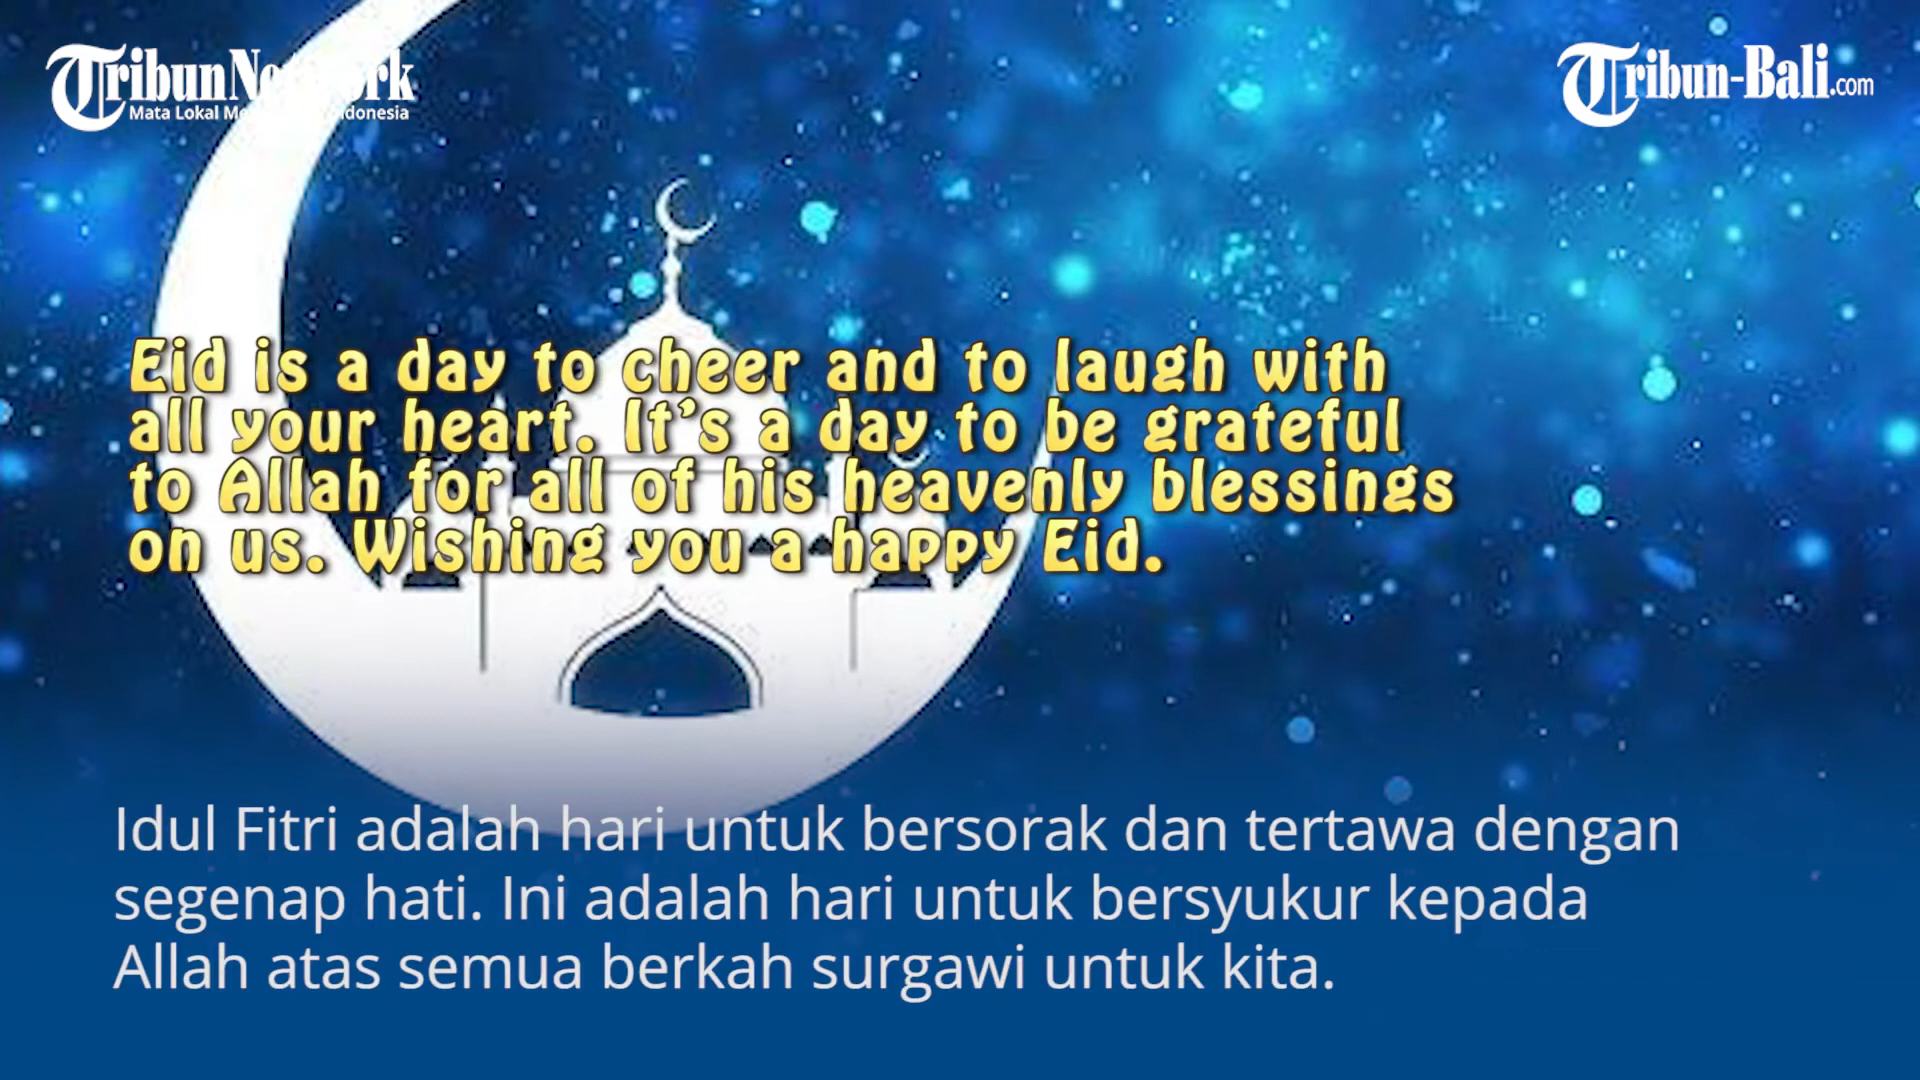 TribunNetwork
Mata Lokal Me donesia
Tribun-Bali.com
Eid is a day to cheer and to laugh with
all your heart. It’s a day to be grateful
to Allah for all of his heavenly blessings
on us. Wishing you a happy Eid.
Idul Fitri adalah hari untuk bersorak dan tertawa dengan
segenap hati. Ini adalah hari untuk bersyukur kepada
Allah atas semua berkah surgawi untuk kita.